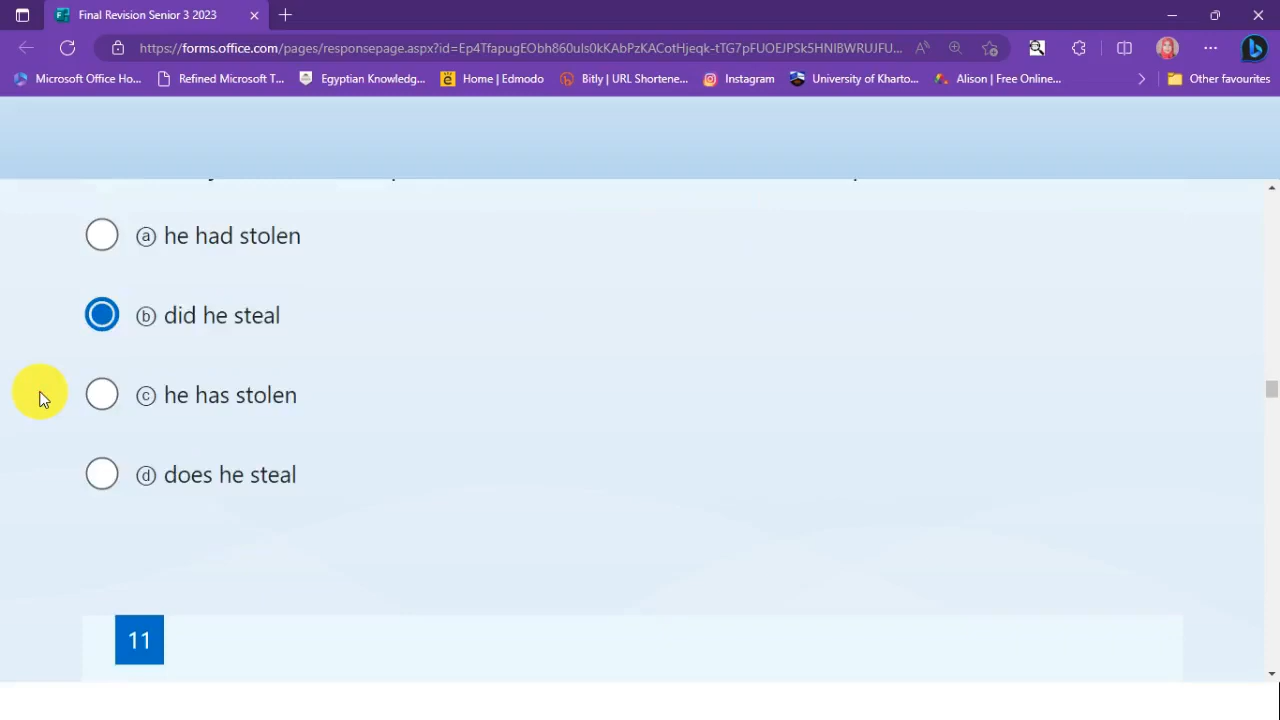 Final Revision Senior 3 2023
https://forms.office.com/pages/responsepage.aspx?id=Ep4TfapugEObh860uls0kKAbPzKACotHjeqk-tTG7pFUOEJPSk5HNlBWRUJFU...
Microsoft Office Ho...
Refined Microsoft T...
Egyptian Knowledg...
Home | Edmodo
Bitly | URL Shortene...
Instagram
University of Kharto...
Alison | Free Online...
Other favourites
ⓐ he had stolen
ⓑ did he steal
ⓒ he has stolen
ⓓ does he steal
11